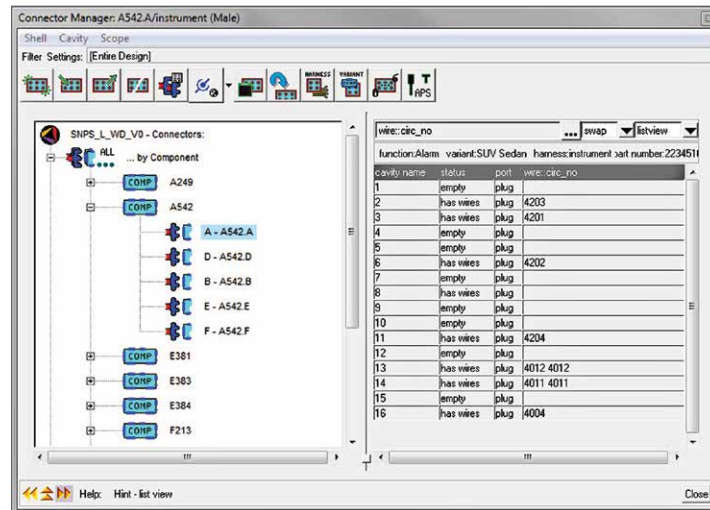 Connector Manager: A542.A/instrument (Male)
Shell Cavity Scope
Filter Settings: [Entire Design]
HARNESS VARIANT
T
APS
SNPS_L_WD_V0 - Connectors:
ALL ... by Component
COMP A249
COMP A542
A - A542.A
D - A542.D
B - A542.B
E - A542.E
F - A542.F
COMP E381
COMP E383
COMP E384
COMP F213
wire::circ_no ... swap listview
function:Alarm variant:SUV Sedan harness:instrument part number:2234510
cavity name status port wire::circ_no
1 empty plug
2 has wires plug 4203
3 has wires plug 4201
4 empty plug
5 empty plug
6 has wires plug 4202
7 empty plug
8 has wires plug
9 empty plug
10 empty plug
11 has wires plug 4204
12 empty plug
13 has wires plug 4012 4012
14 has wires plug 4011 4011
15 empty plug
16 has wires plug 4004
Help: Hint - list view
Close